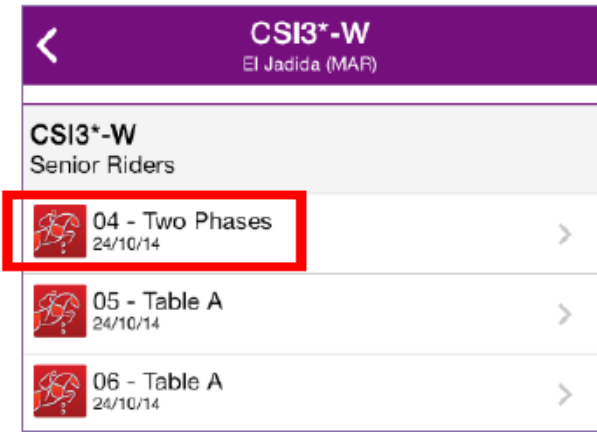 CSI3*-W
El Jadida (MAR)
CSI3*-W
Senior Riders
04 - Two Phases
24/10/14
05 - Table A
24/10/14
06 - Table A
24/10/14